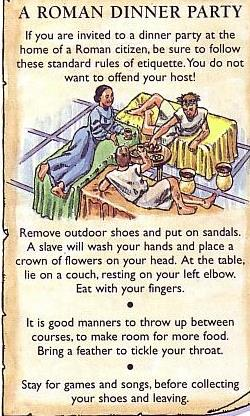 A ROMAN DINNER PARTY
If you are invited to a dinner party at the
home of a Roman citizen, be sure to follow
these standard rules of etiquette. You do not
want to offend your host!
Remove outdoor shoes and put on sandals.
A slave will wash your hands and place a
crown of flowers on your head. At the table,
lie on a couch, resting on your left elbow.
Eat with your fingers.
•
It is good manners to throw up between
courses, to make room for more food.
Bring a feather to tickle your throat.
•
Stay for games and songs, before collecting
your shoes and leaving.